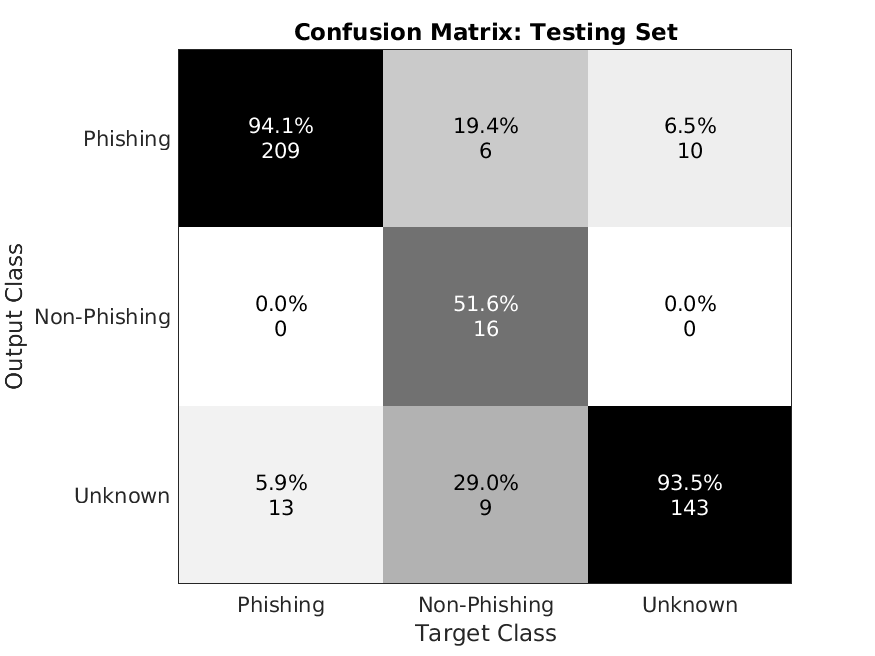 Confusion Matrix: Testing Set
Output Class
Phishing
94.1%
209
19.4%
6
6.5%
10
Non-Phishing
0.0%
0
51.6%
16
0.0%
0
Unknown
5.9%
13
29.0%
9
93.5%
143
Phishing
Non-Phishing
Unknown
Target Class